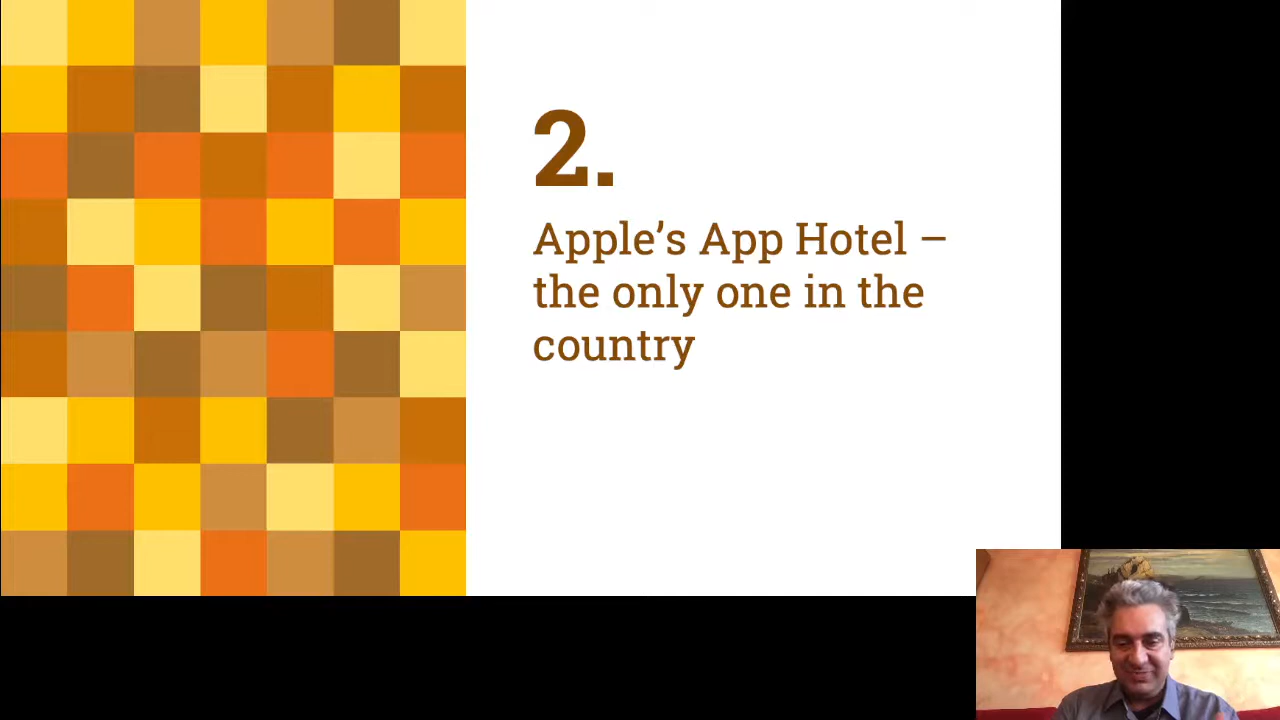 2.
Apple’s App Hotel –
the only one in the
country